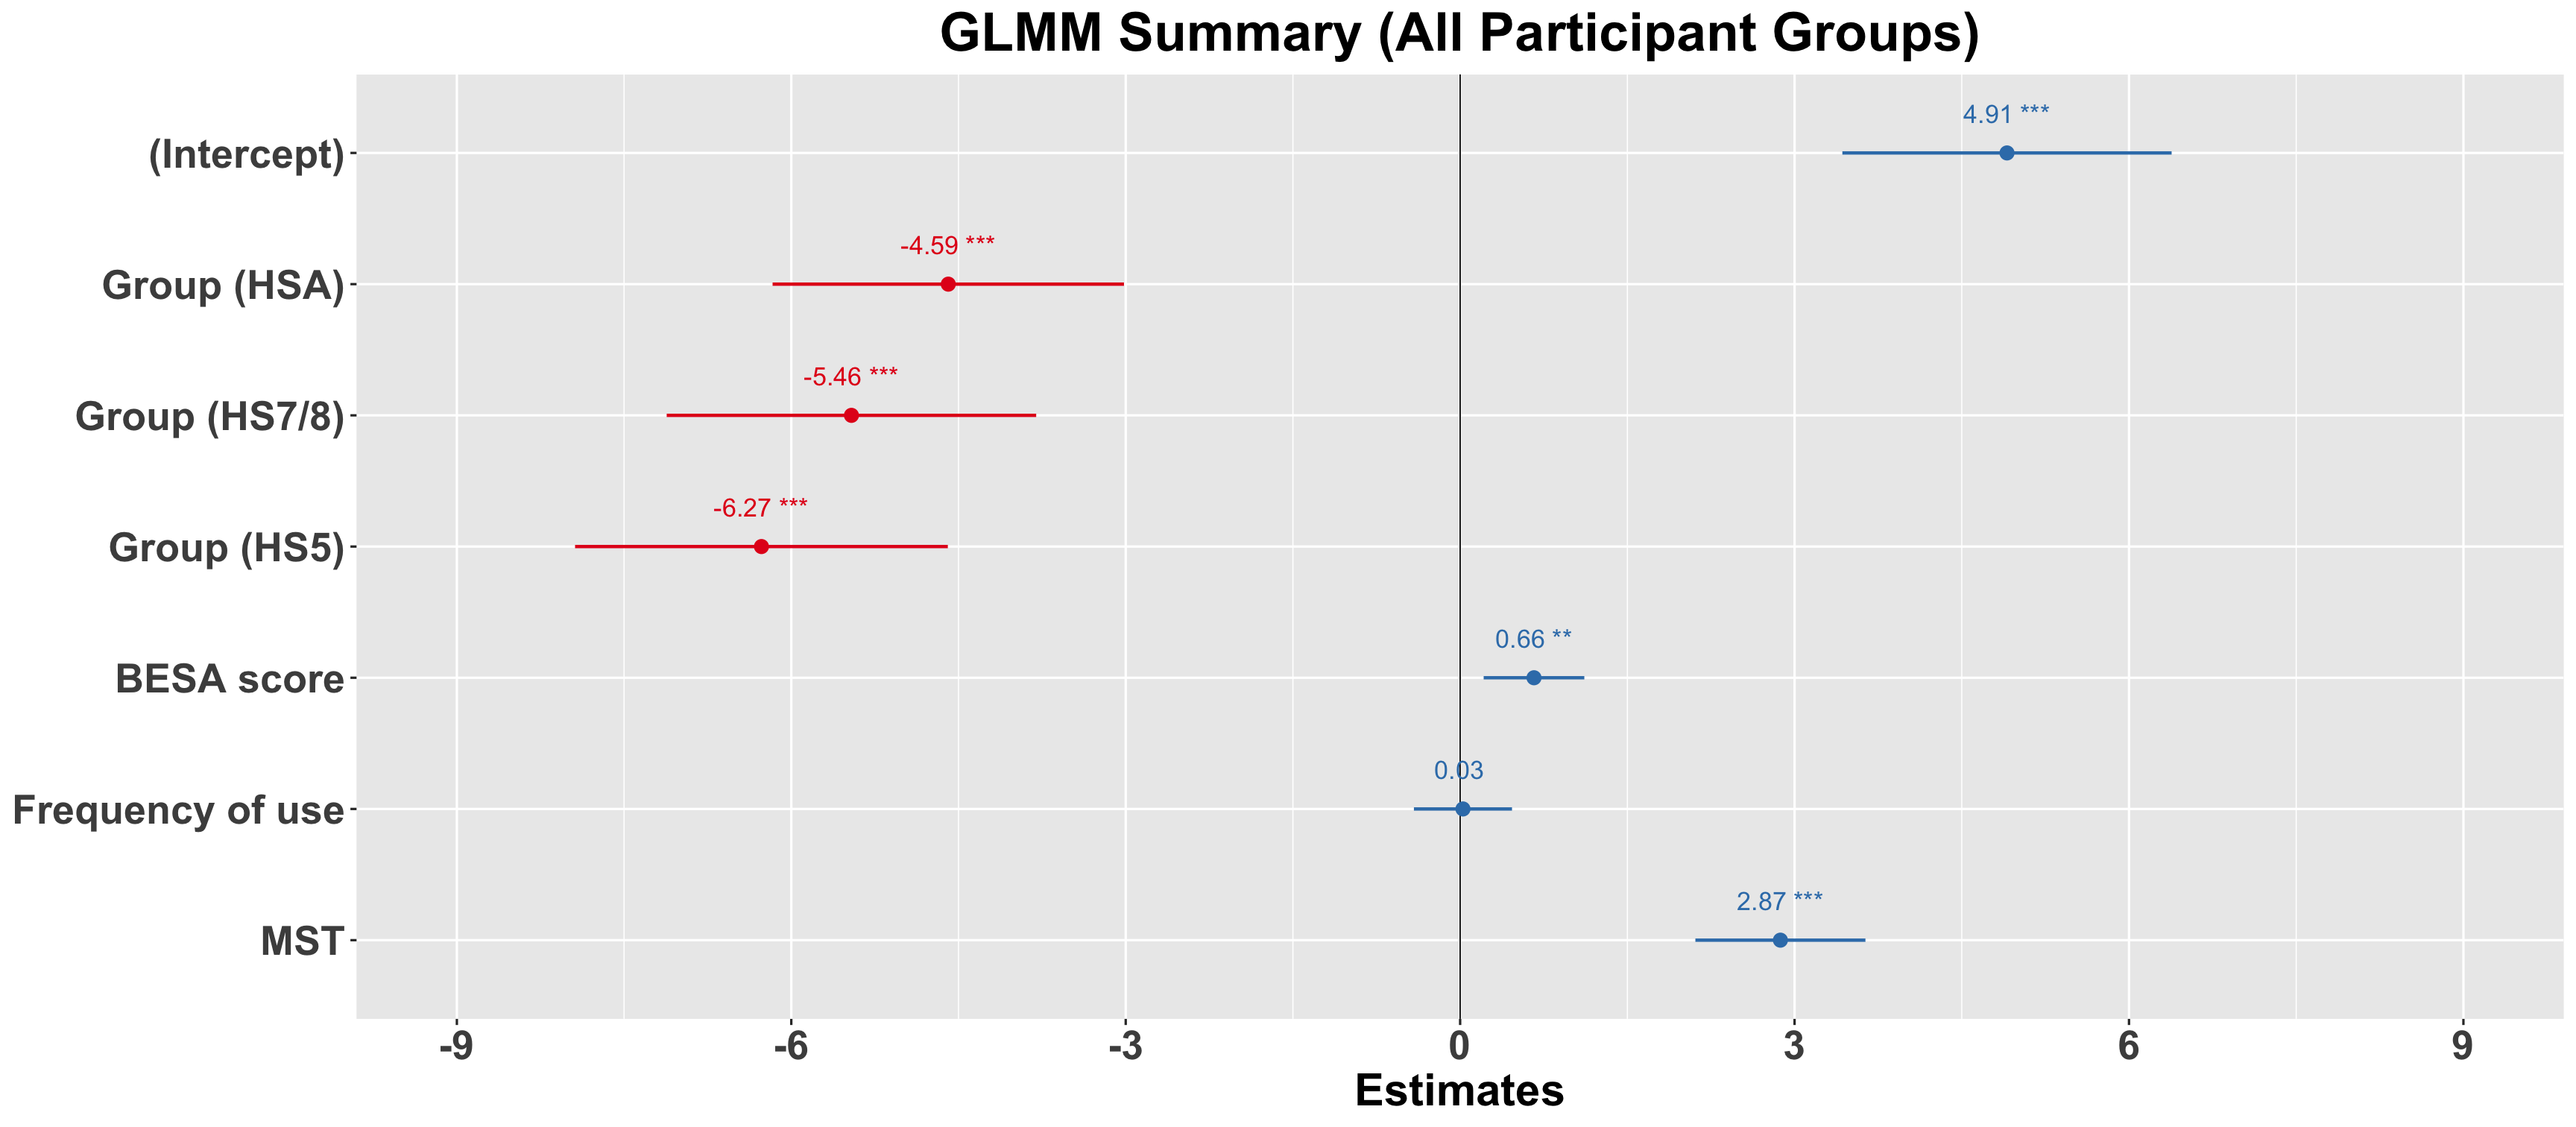 GLMM Summary (All Participant Groups)
(Intercept)
4.91 ***
Group (HSA)
-4.59 ***
Group (HS7/8)
-5.46 ***
Group (HS5)
-6.27 ***
BESA score
0.66 **
Frequency of use
0.03
MST
2.87 ***
-9 -6 -3 0 3 6 9
Estimates